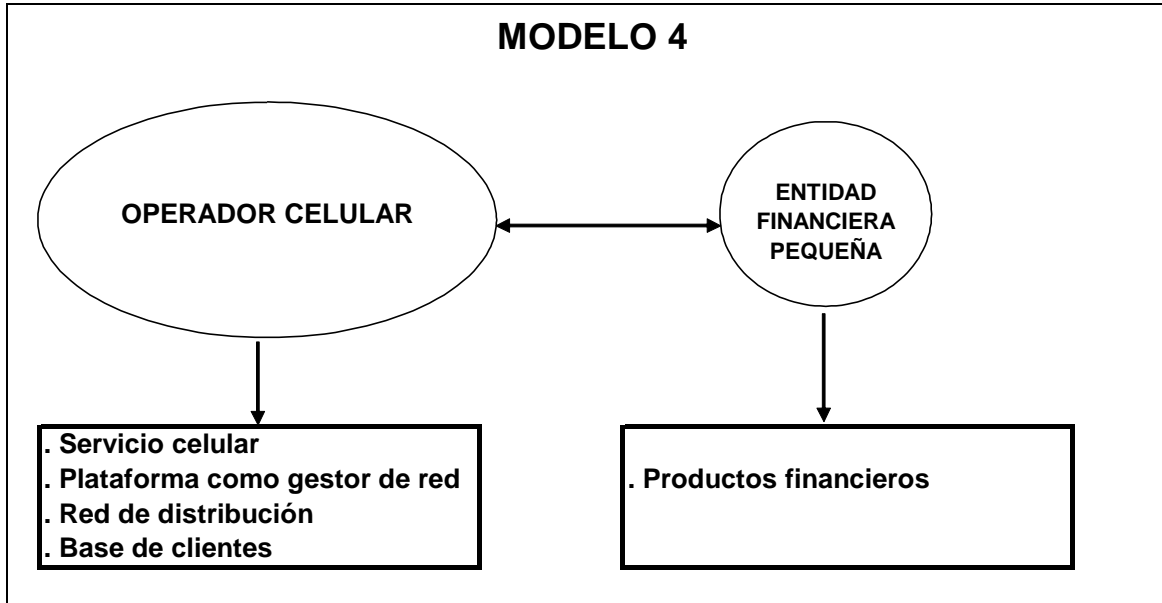 MODELO 4
OPERADOR CELULAR
ENTIDAD
FINANCIERA
PEQUEÑA
. Servicio celular
. Plataforma como gestor de red
. Red de distribución
. Base de clientes
. Productos financieros